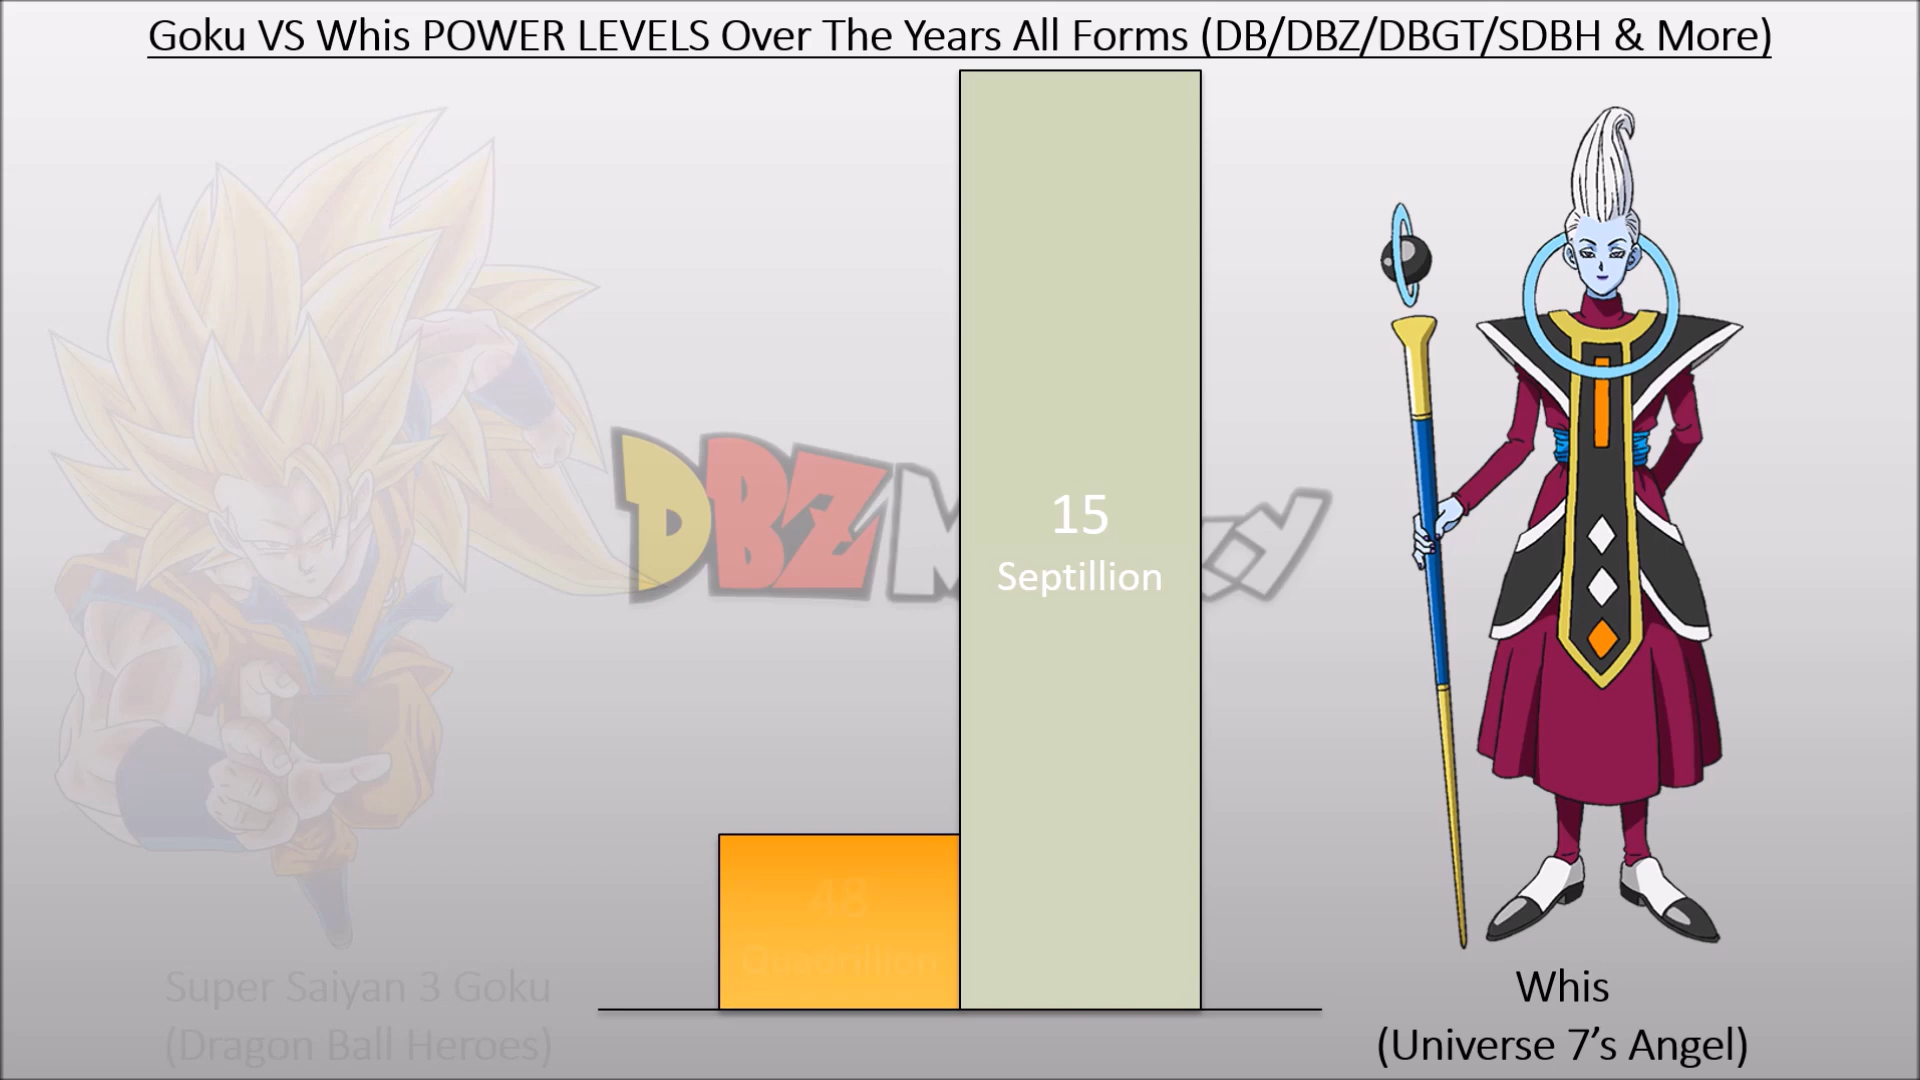 Goku VS Whis POWER LEVELS Over The Years All Forms (DB/DBZ/DBGT/SDBH & More)
DBZ
15
Septillion
48
Quadrillion
Super Saiyan 3 Goku
(Dragon Ball Heroes)
Whis
(Universe 7’s Angel)